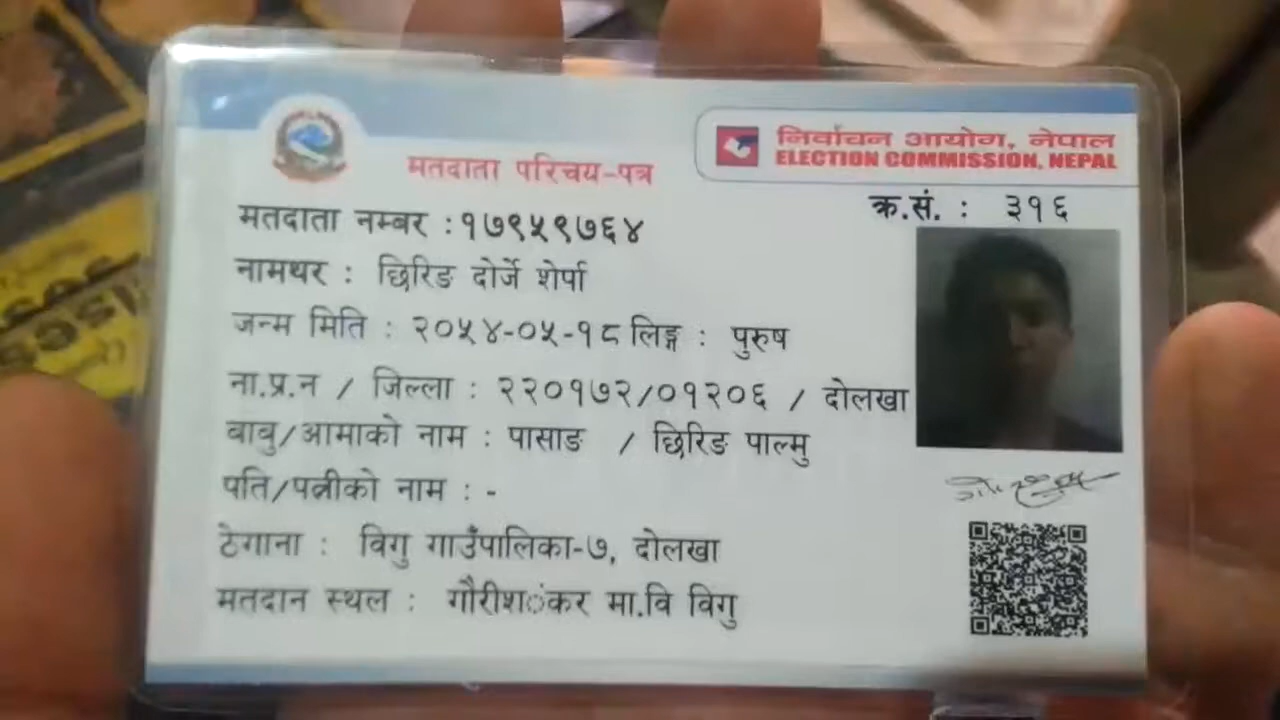 निर्वाचन आयोग, नेपाल
ELECTION COMMISSION, NEPAL
मतदाता परिचय-पत्र
क्र.सं. : ३१६
मतदाता नम्बर : १७९५९७६४
नामथर : छिरिङ दोर्जे शेर्पा
जन्म मिति : २०५४-०५-१८ लिङ्ग : पुरुष
ना.प्र.न / जिल्ला : २२०१७२/०१२०६ / दोलखा
बाबु/आमाको नाम : पासाङ / छिरिङ पाल्मु
पति/पत्नीको नाम : -
ठेगाना : विगु गाउँपालिका-७, दोलखा
मतदान स्थल : गौरीशंकर मा.वि विगु